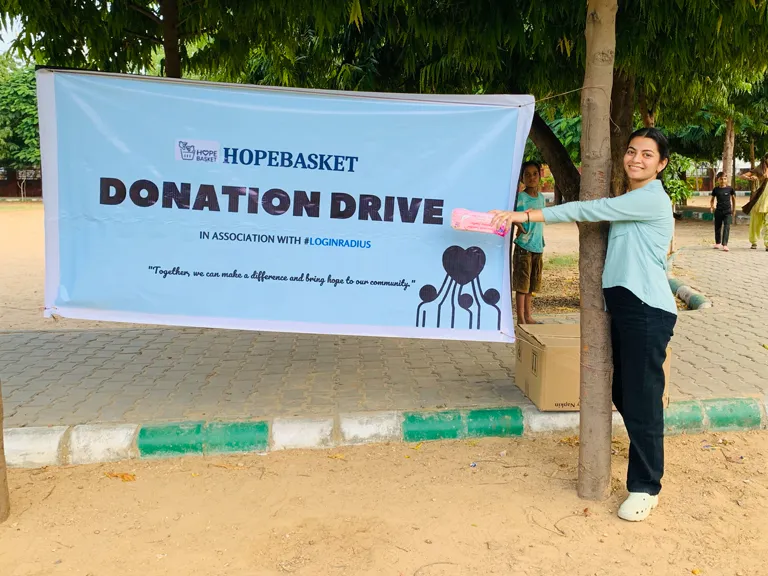 HOPE
BASKET
HOPEBASKET
DONATION DRIVE
IN ASSOCIATION WITH #LOGINRADIUS
"Together, we can make a difference and bring hope to our community."
Napkin